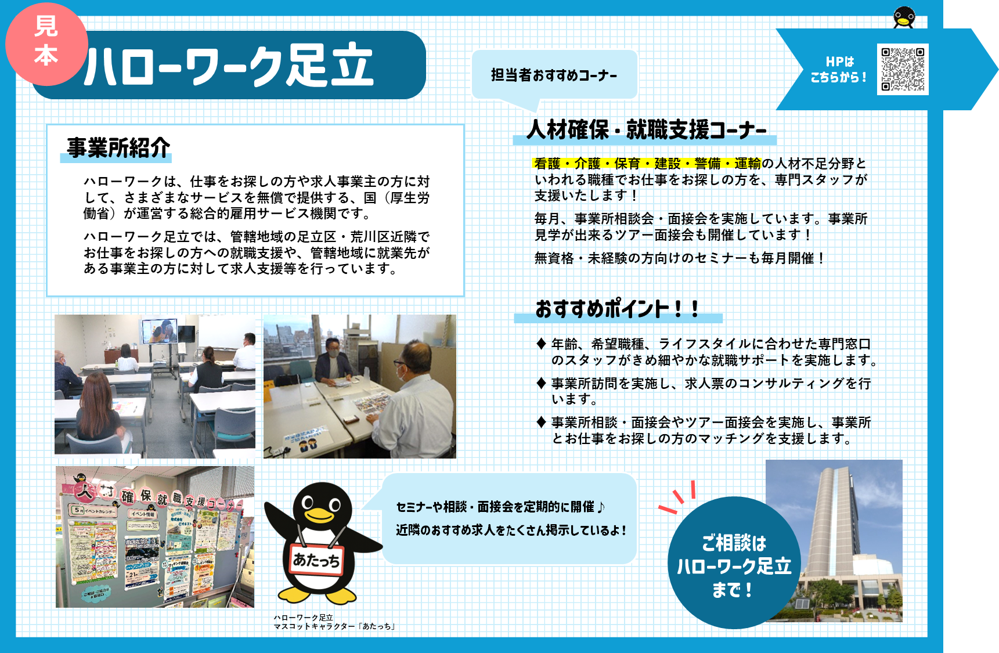 見
本
ハローワーク足立
担当者おすすめコーナー
HPは
こちらから！
事業所紹介
ハローワークは、仕事をお探しの方や求人事業主の方に対
して、さまざまなサービスを無償で提供する、国（厚生労
働省）が運営する総合的雇用サービス機関です。
ハローワーク足立では、管轄地域の足立区・荒川区近隣で
お仕事をお探しの方への就職支援や、管轄地域に就業先が
ある事業主の方に対して求人支援等を行っています。
人材確保・就職支援コーナー
看護・介護・保育・建設・警備・運輸の人材不足分野と
いわれる職種でお仕事をお探しの方を、専門スタッフが
支援いたします！
毎月、事業所相談会・面接会を実施しています。事業所
見学が出来るツアー面接会も開催しています！
無資格・未経験の方向けのセミナーも毎月開催！
おすすめポイント！！
♦ 年齢、希望職種、ライフスタイルに合わせた専門窓口
のスタッフがきめ細やかな就職サポートを実施します。
♦ 事業所訪問を実施し、求人票のコンサルティングを行
います。
♦ 事業所相談・面接会やツアー面接会を実施し、事業所
とお仕事をお探しの方のマッチングを支援します。
人材確保就職支援コーナー
5月イベントカレンダー
イベント情報
セミナーや相談・面接会を定期的に開催♪
近隣のおすすめ求人をたくさん掲示しているよ！
あたっち
ハローワーク足立
マスコットキャラクター「あたっち」
ご相談は
ハローワーク足立
まで！